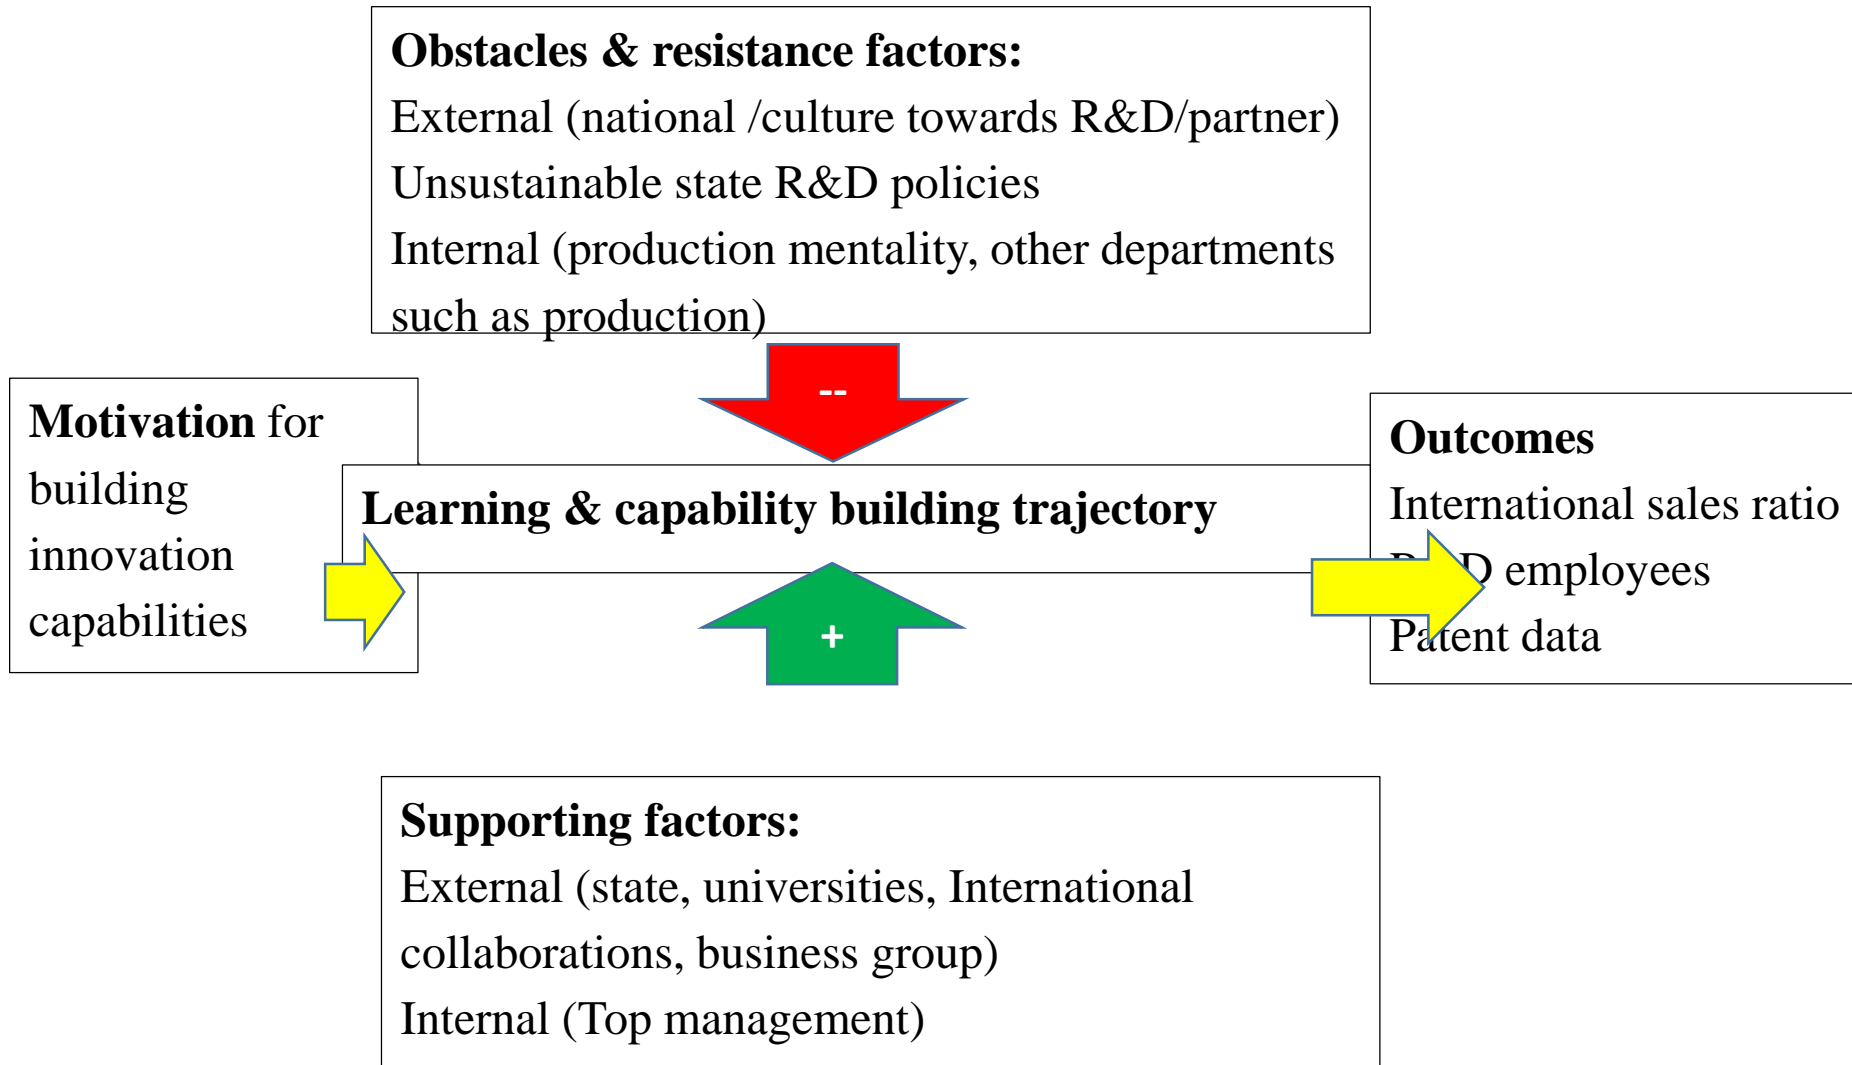 Obstacles & resistance factors:
External (national /culture towards R&D/partner)
Unsustainable state R&D policies
Internal (production mentality, other departments
such as production)
--
Motivation for
building
innovation
capabilities
Learning & capability building trajectory
+
Outcomes
International sales ratio
R&D employees
Patent data
Supporting factors:
External (state, universities, International
collaborations, business group)
Internal (Top management)